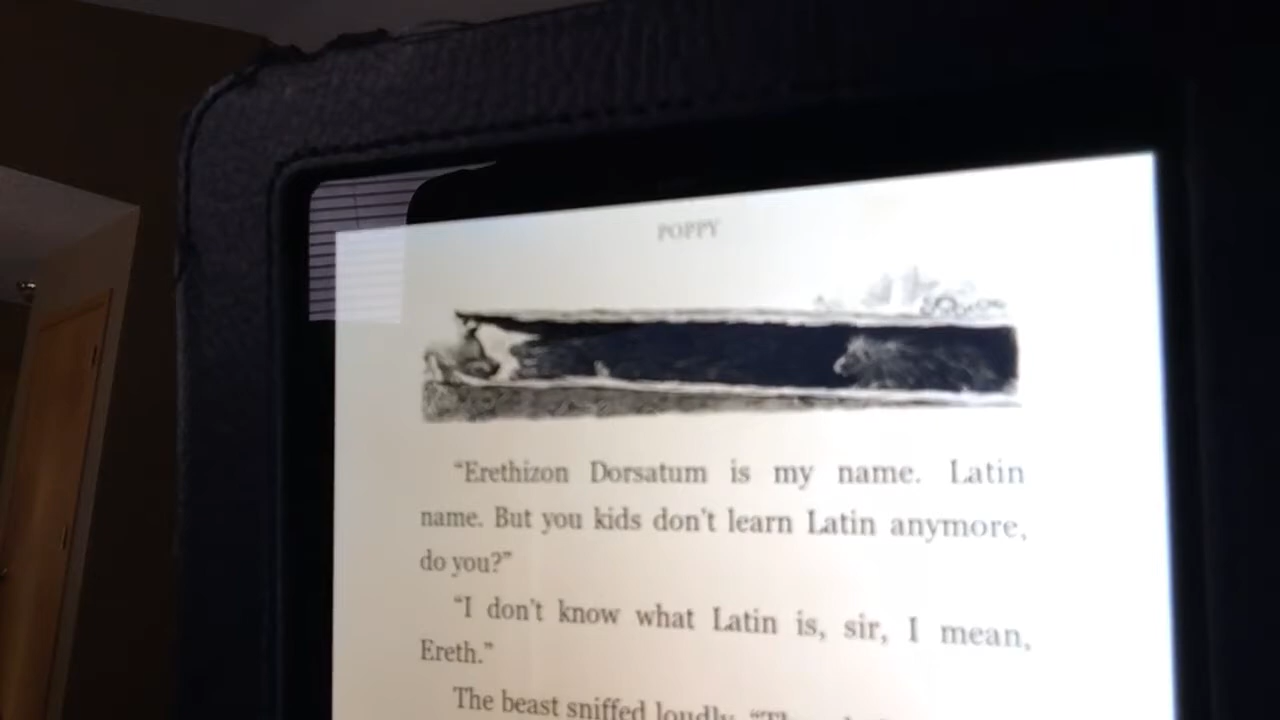 POPPY
“Erethizon Dorsatum is my name. Latin
name. But you kids don't learn Latin anymore,
do you?”
“I don't know what Latin is, sir, I mean,
Ereth.”
The beast sniffed loudly.